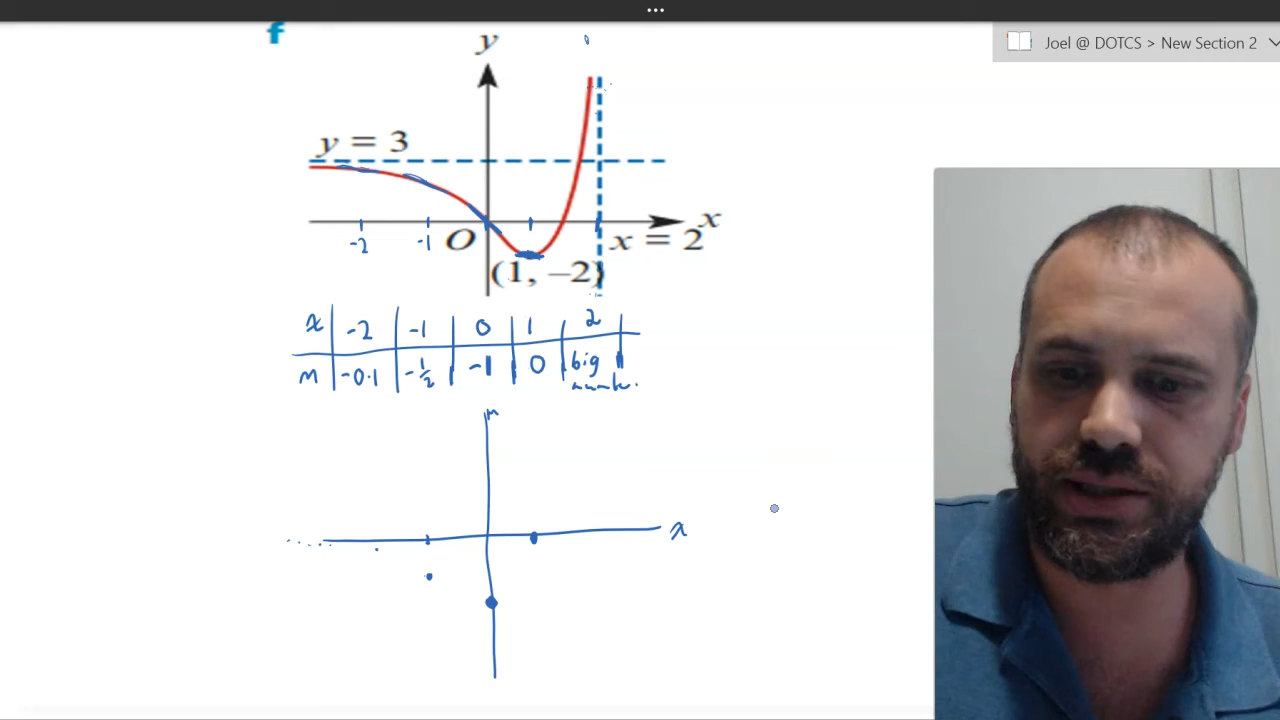 ...
f
Joel @ DOTCS > New Section 2
y
y = 3
-2 -1 O x = 2 x
(1, −2)
x -2 -1 0 1 2
m -0.1 -1/2 -1 0 big number.
m
x